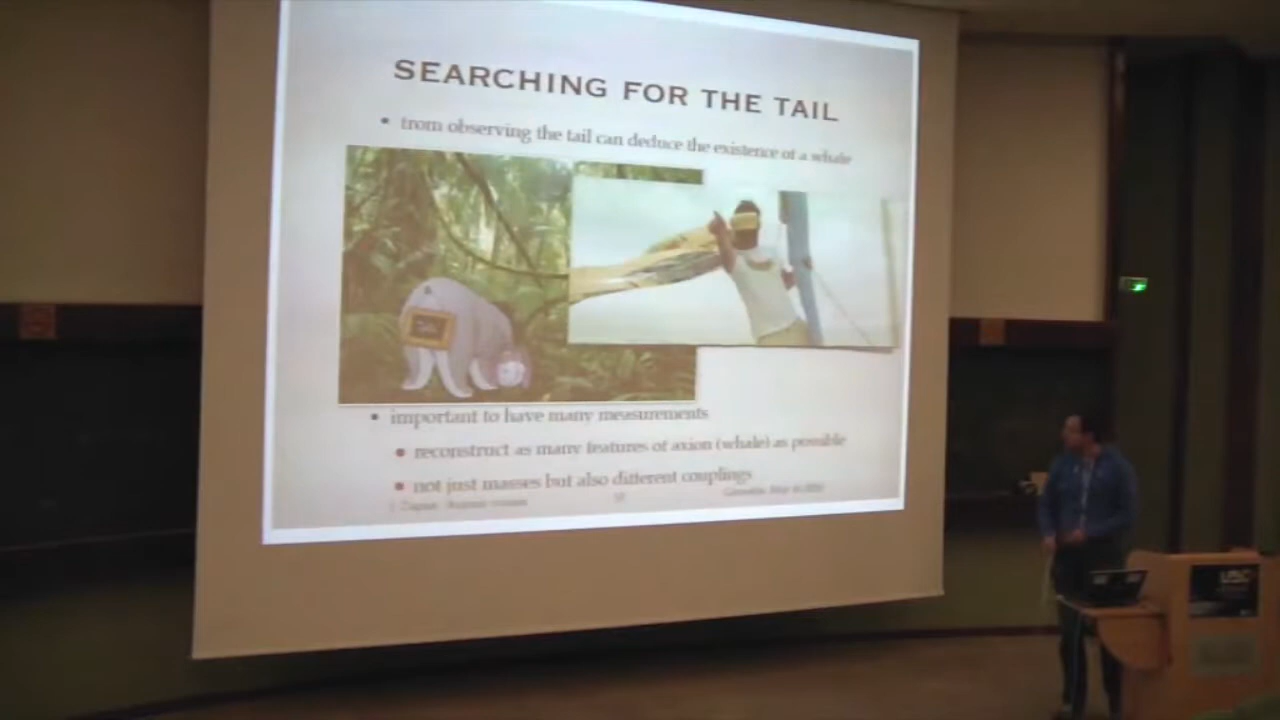 SEARCHING FOR THE TAIL
• from observing the tail can deduce the existence of a whale
• important to have many measurements
• reconstruct as many features of axion (whale) as possible
• not just masses but also different couplings